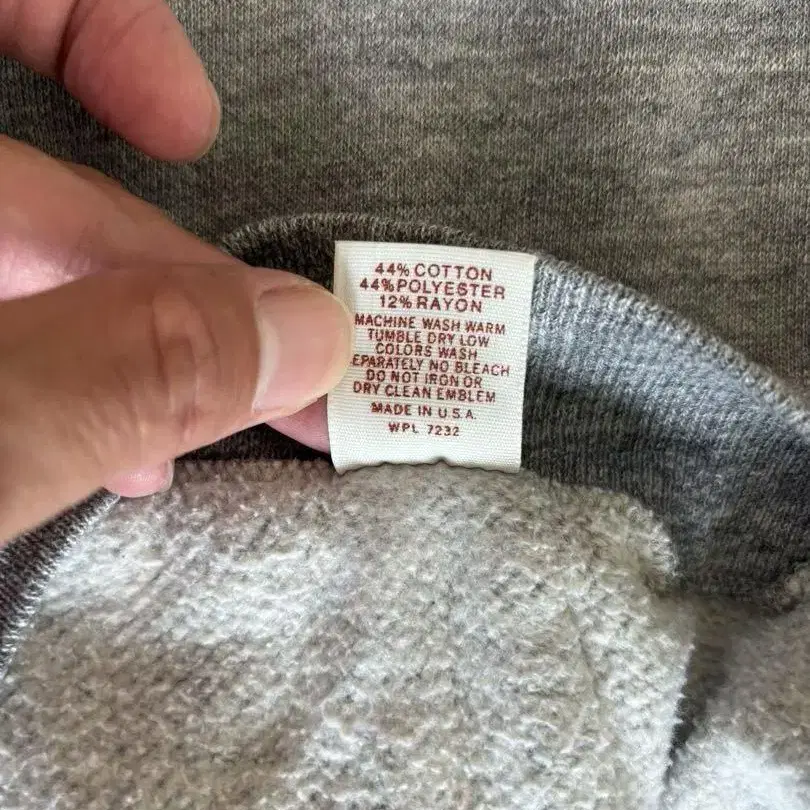 44% COTTON
44% POLYESTER
12% RAYON
MACHINE WASH WARM
TUMBLE DRY LOW
COLORS WASH
EPARATELY NO BLEACH
DO NOT IRON OR
DRY CLEAN EMBLEM
MADE IN U.S.A.
WPL 7232